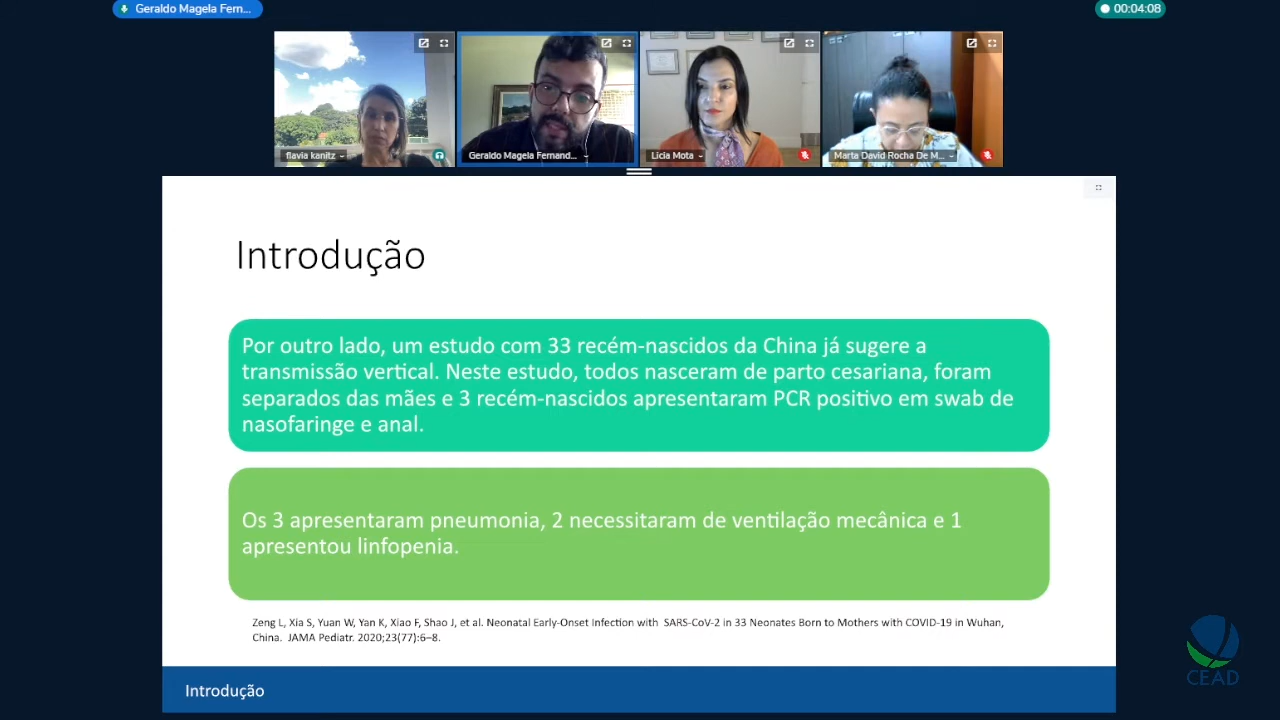 Geraldo Magela Fern...
00:04:08
flavia kanitz
Geraldo Magela Fernand...
Licia Mota
Marta David Rocha De M...
Introdução
Por outro lado, um estudo com 33 recém-nascidos da China já sugere a
transmissão vertical. Neste estudo, todos nasceram de parto cesariana, foram
separados das mães e 3 recém-nascidos apresentaram PCR positivo em swab de
nasofaringe e anal.
Os 3 apresentaram pneumonia, 2 necessitaram de ventilação mecânica e 1
apresentou linfopenia.
Zeng L, Xia S, Yuan W, Yan K, Xiao F, Shao J, et al. Neonatal Early-Onset Infection with SARS-CoV-2 in 33 Neonates Born to Mothers with COVID-19 in Wuhan,
China. JAMA Pediatr. 2020;23(77):6–8.
CEAD
Introdução